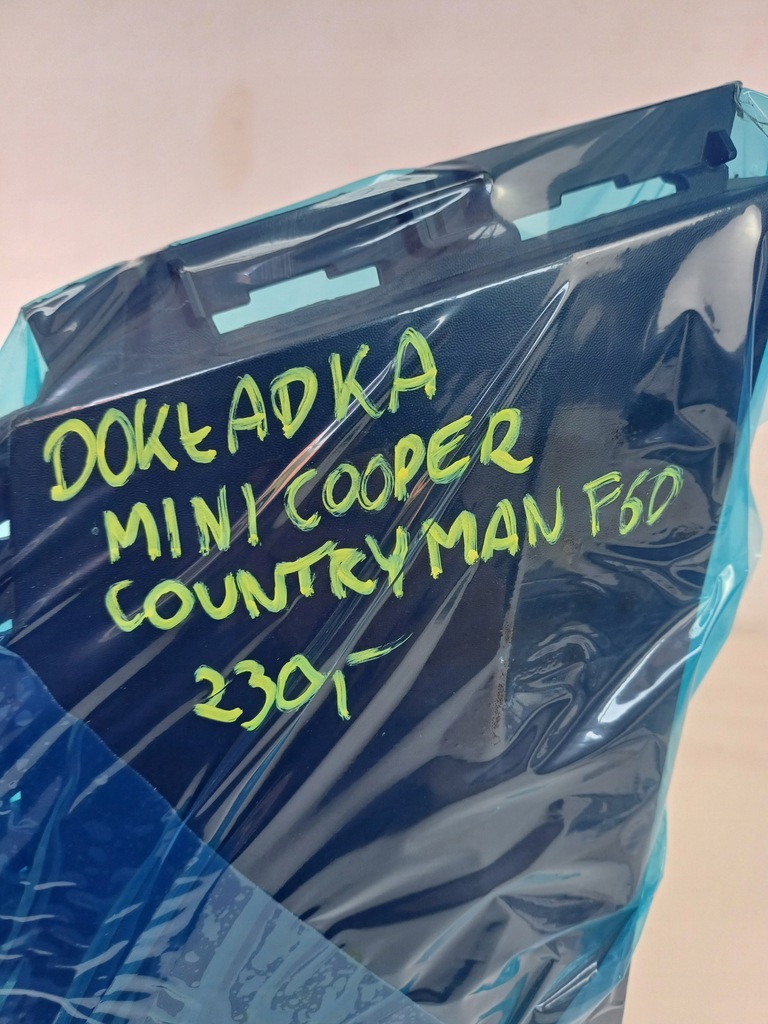 DOKŁADKA
MINI COOPER
COUNTRYMAN F60
230,-